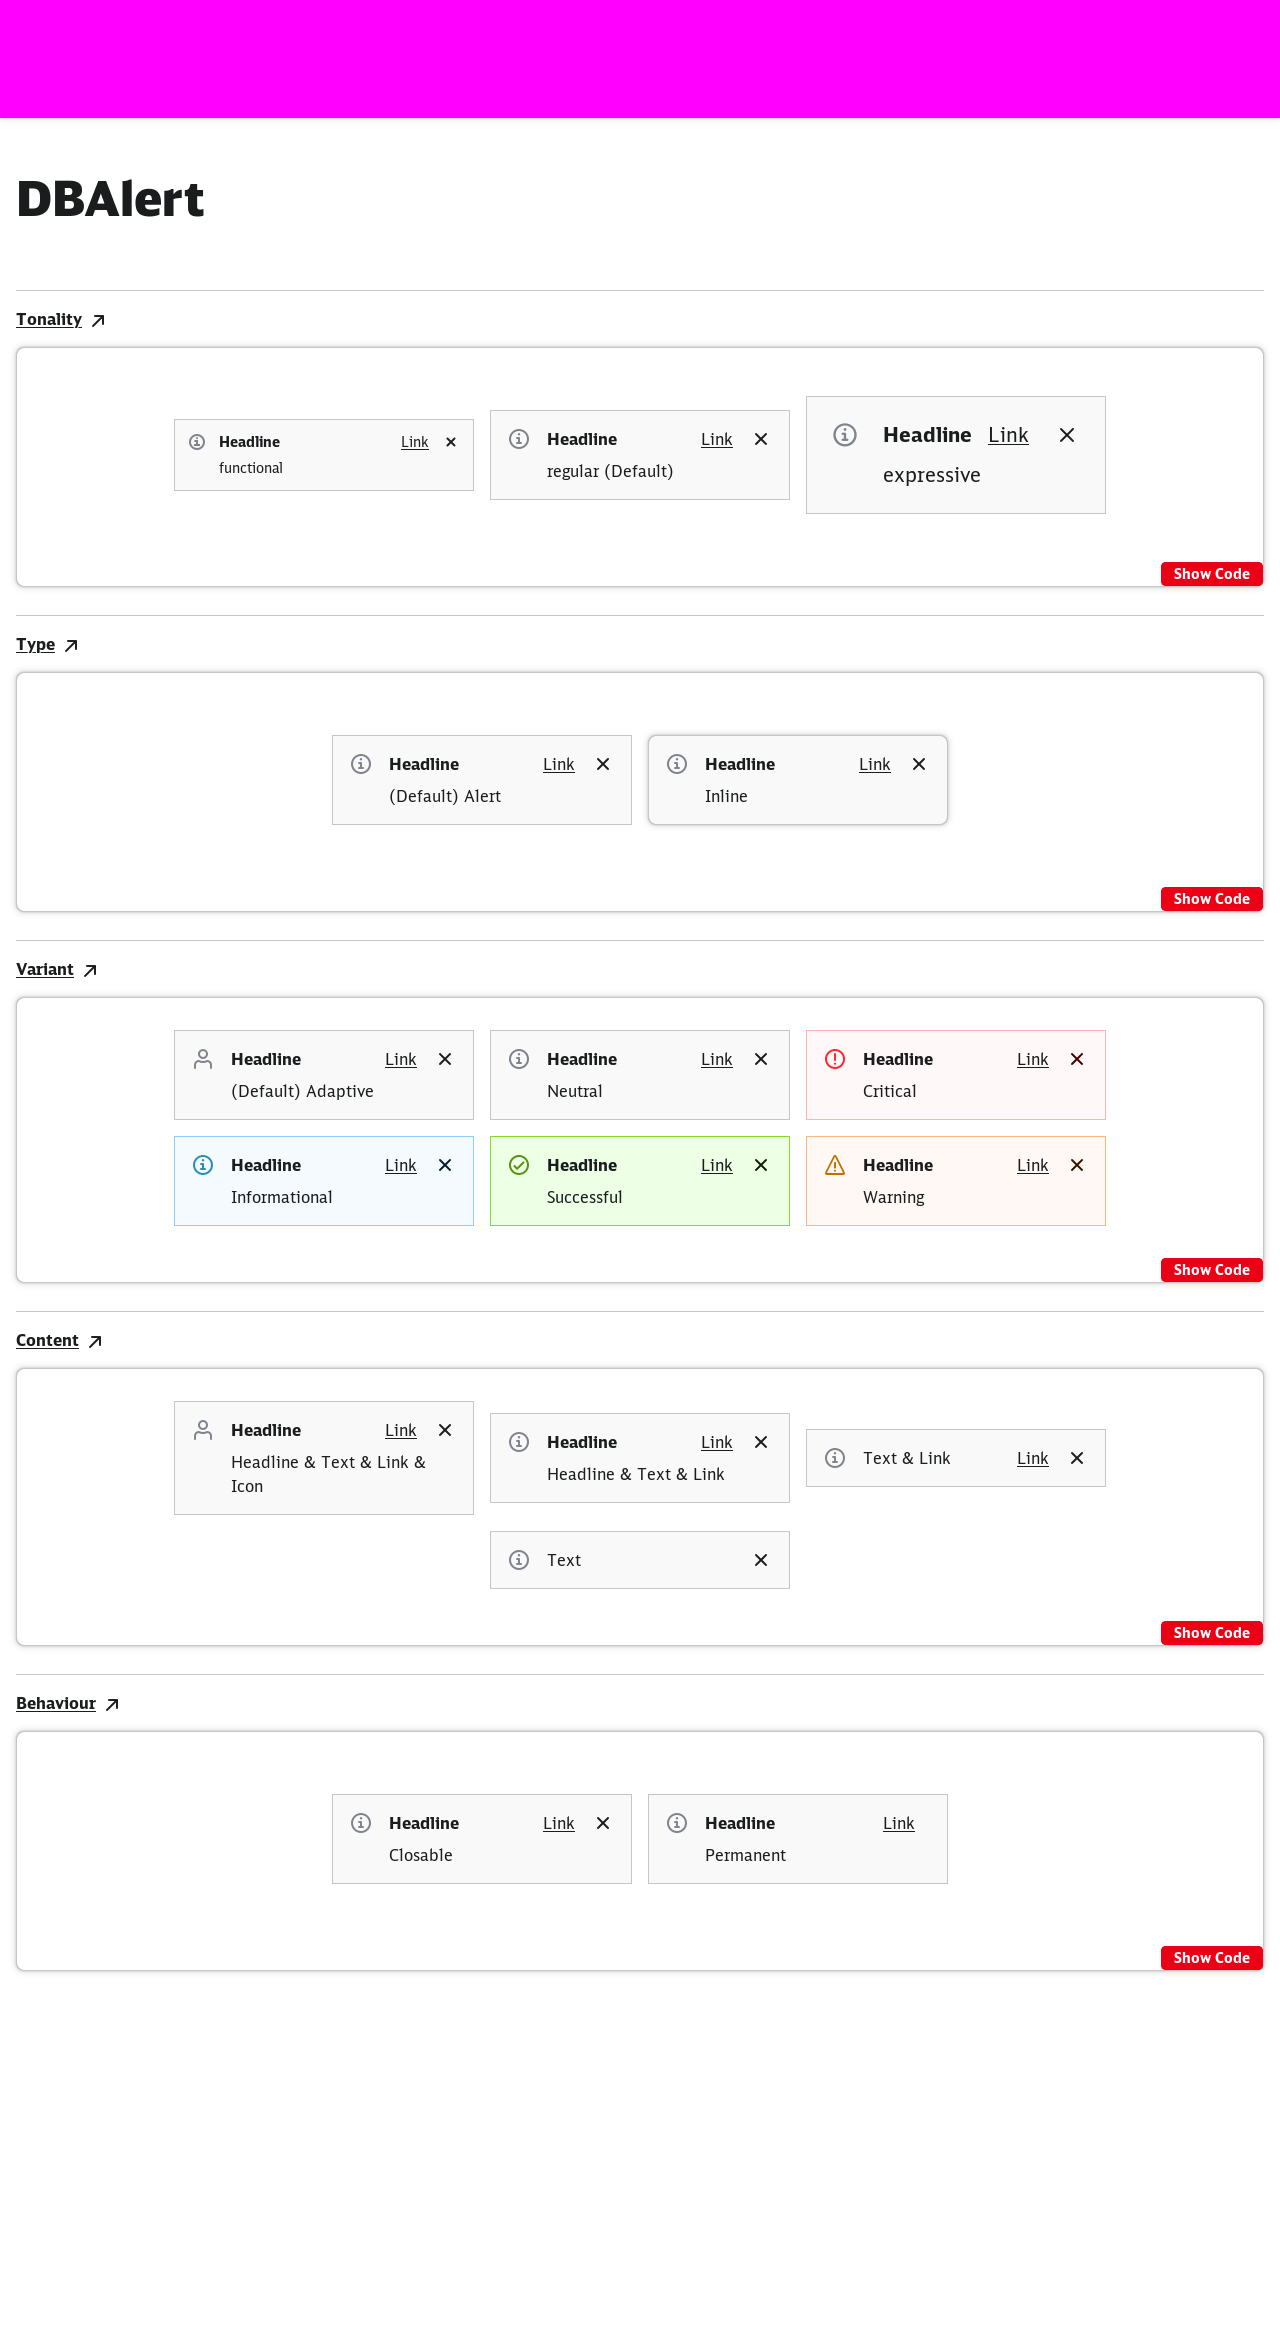 DBAlert
Tonality
Headline Link
functional
Headline Link
regular (Default)
Headline Link
expressive
Show Code
Type
Headline Link
(Default) Alert
Headline Link
Inline
Show Code
Variant
Headline Link
(Default) Adaptive
Headline Link
Neutral
Headline Link
Critical
Headline Link
Informational
Headline Link
Successful
Headline Link
Warning
Show Code
Content
Headline Link
Headline & Text & Link &
Icon
Headline Link
Headline & Text & Link
Text & Link Link
Text
Show Code
Behaviour
Headline Link
Closable
Headline Link
Permanent
Show Code